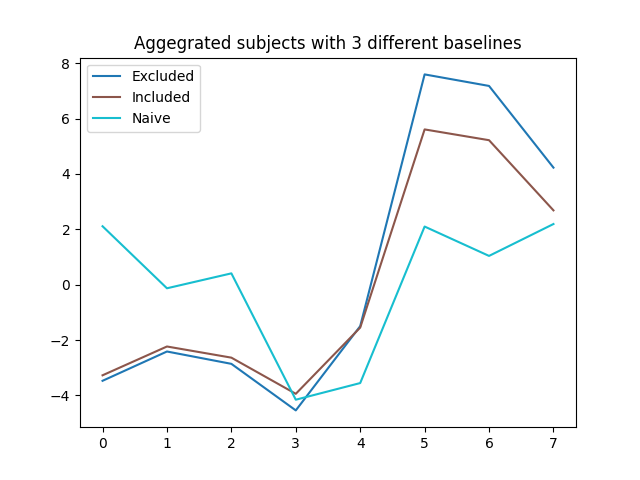 Aggegrated subjects with 3 different baselines
Excluded
Included
Naive
8
6
4
2
0
−2
−4
0 1 2 3 4 5 6 7